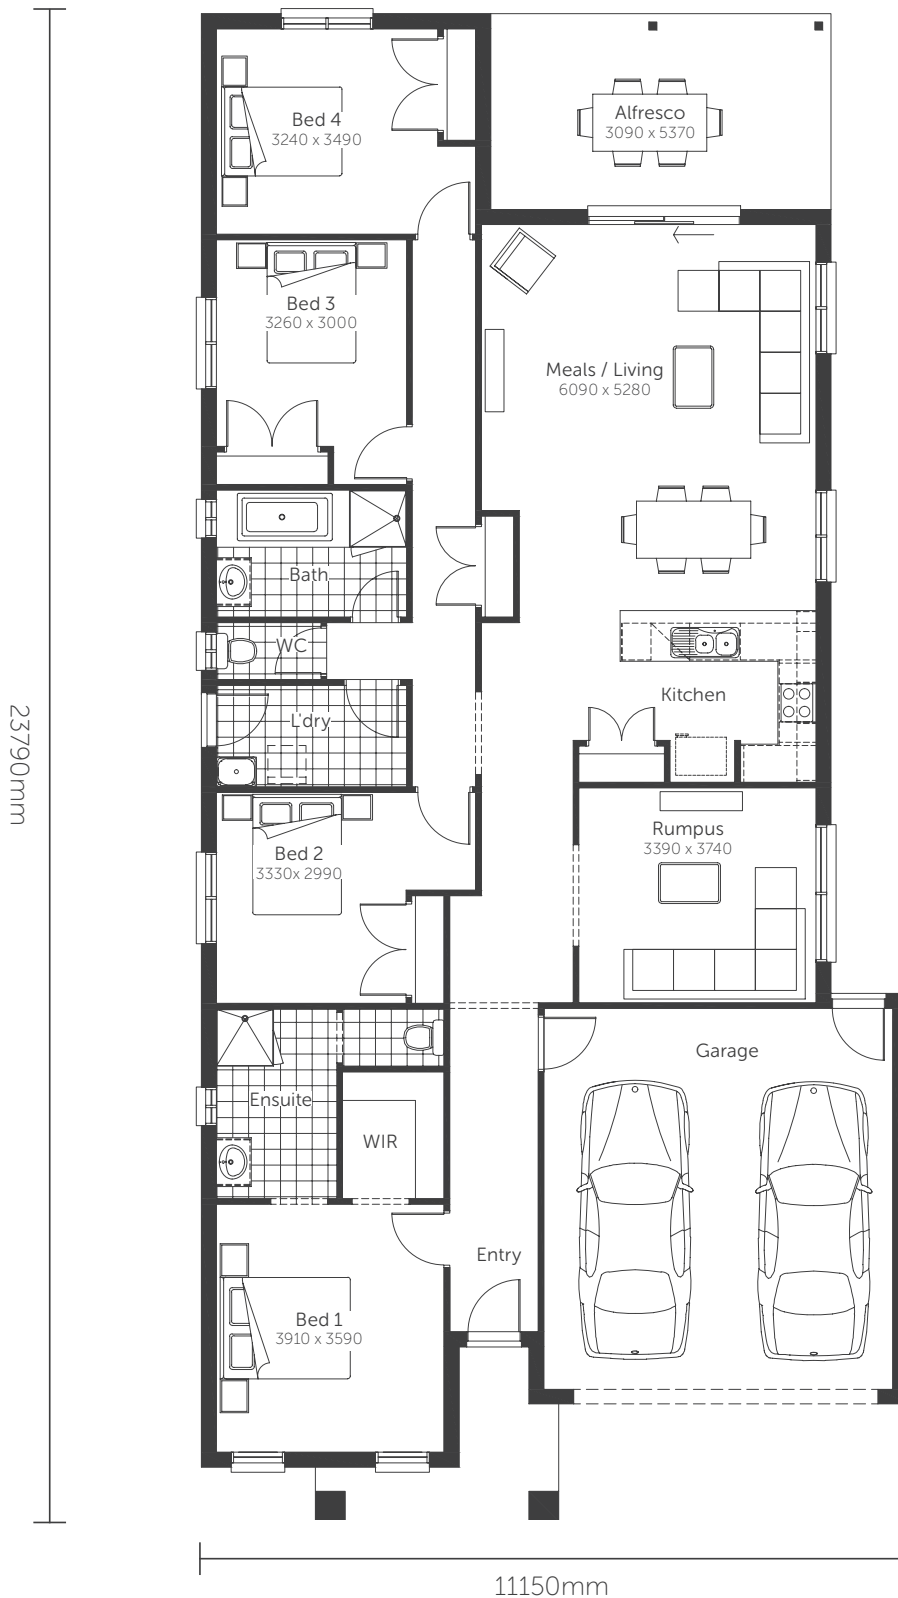 Bed 4
3240 x 3490
Alfresco
3090 x 5370
Bed 3
3260 x 3000
Meals / Living
6090 x 5280
Bath
WC
Kitchen
L'dry
Rumpus
3390 x 3740
Bed 2
3330x 2990
23790mm
Garage
Ensuite
WIR
Entry
Bed 1
3910 x 3590
11150mm